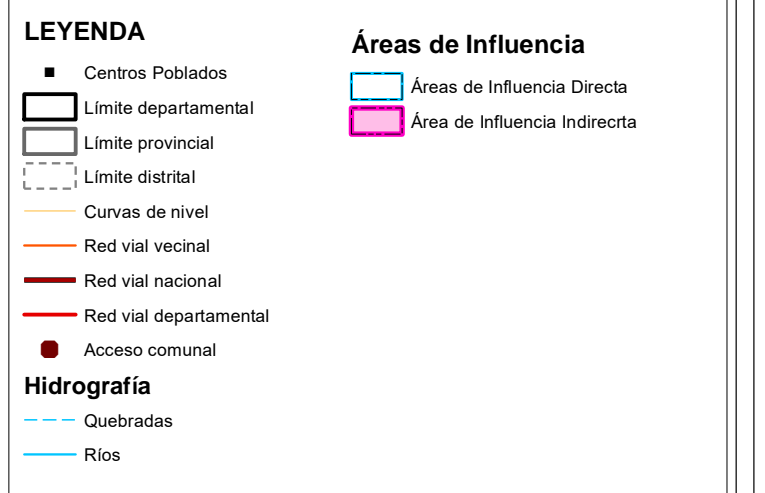 LEYENDA
Centros Poblados
Límite departamental
Límite provincial
Límite distrital
Curvas de nivel
Red vial vecinal
Red vial nacional
Red vial departamental
Acceso comunal
Hidrografía
Quebradas
Ríos
Áreas de Influencia
Áreas de Influencia Directa
Área de Influencia Indirecrta